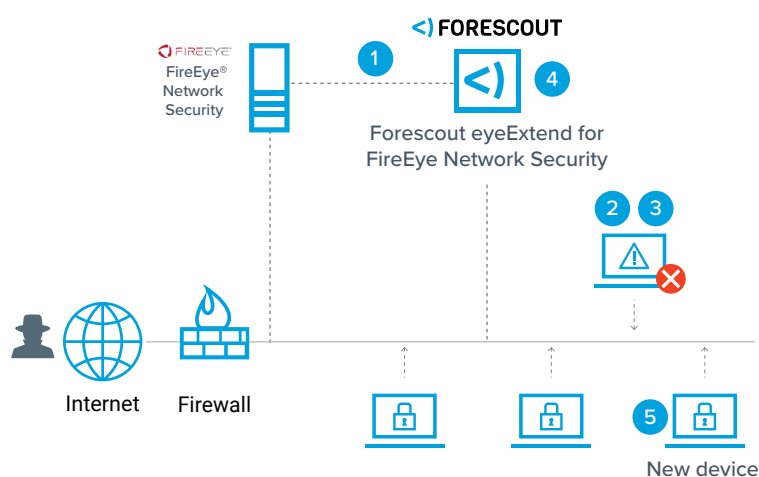 FORESCOUT
FIREEYE
FireEye®
Network
Security
1
4
Forescout eyeExtend for
FireEye Network Security
2
3
Internet
Firewall
5
New device